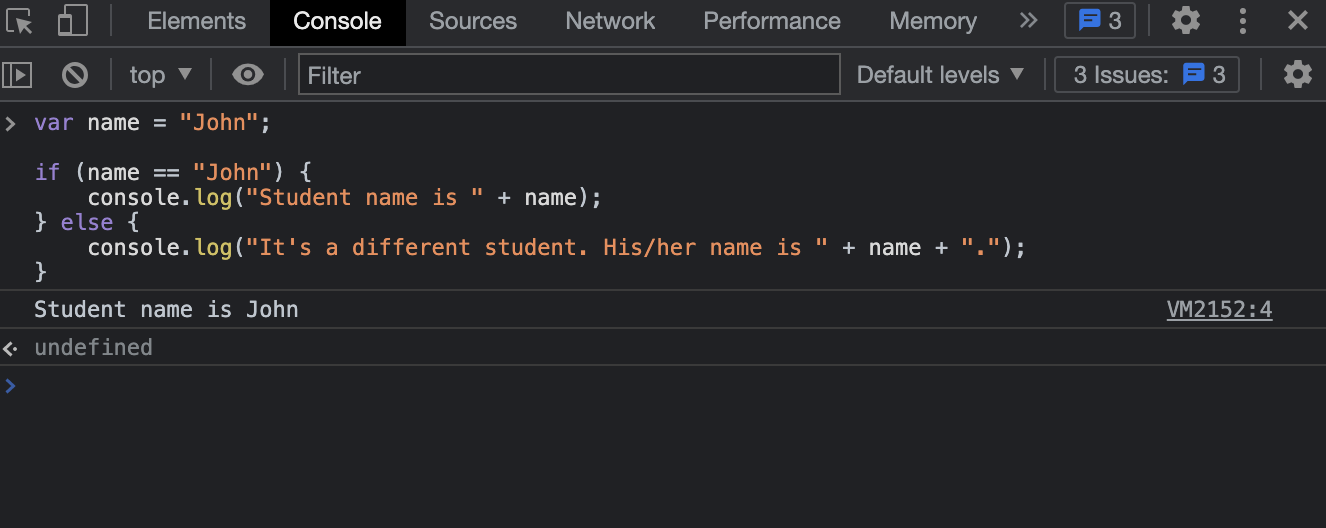 Elements Console Sources Network Performance Memory » 3
top ▼ Filter Default levels ▼ 3 Issues: 3
> var name = "John";
if (name == "John") {
    console.log("Student name is " + name);
} else {
    console.log("It's a different student. His/her name is " + name + ".");
}
Student name is John VM2152:4
undefined
>